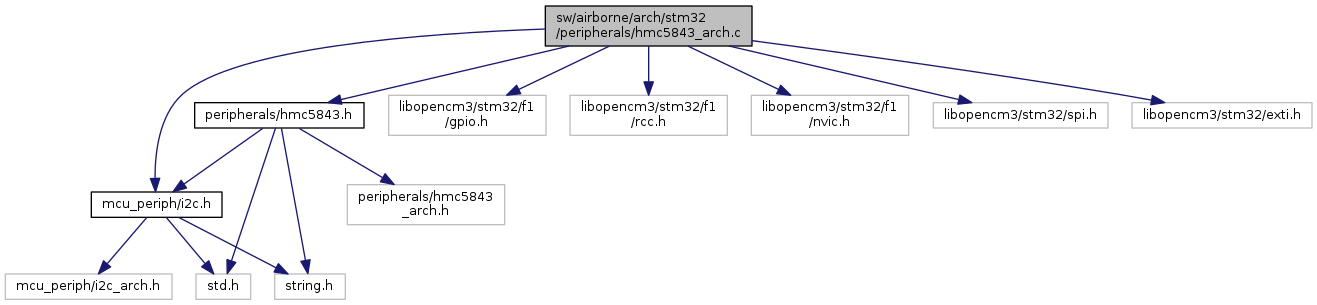 sw/airborne/arch/stm32
/peripherals/hmc5843_arch.c
peripherals/hmc5843.h
libopencm3/stm32/f1
/gpio.h
libopencm3/stm32/f1
/rcc.h
libopencm3/stm32/f1
/nvic.h
libopencm3/stm32/spi.h
libopencm3/stm32/exti.h
mcu_periph/i2c.h
peripherals/hmc5843
_arch.h
mcu_periph/i2c_arch.h
std.h
string.h